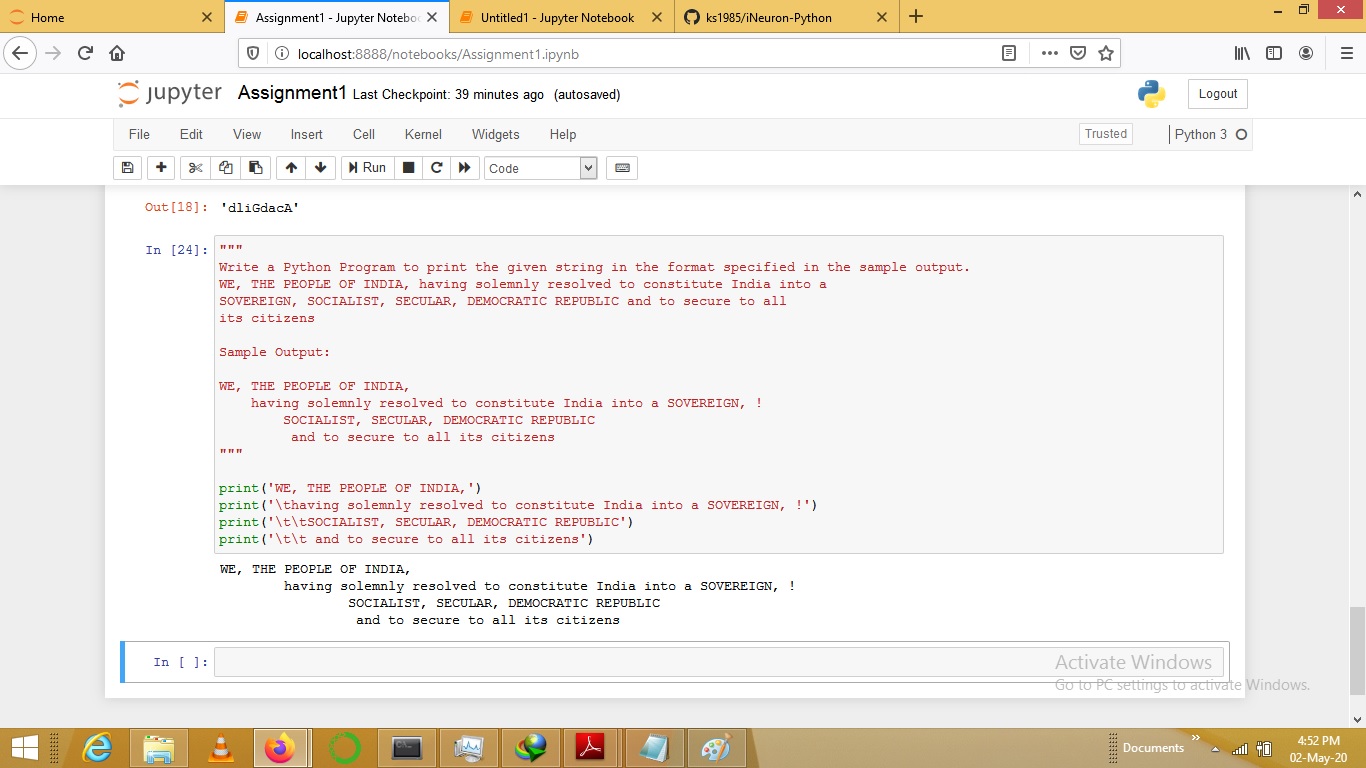 Home
Assignment1 - Jupyter Notebo
Untitled1 - Jupyter Notebook
ks1985/iNeuron-Python
localhost:8888/notebooks/Assignment1.ipynb
jupyter Assignment1 Last Checkpoint: 39 minutes ago (autosaved)
Logout
File Edit View Insert Cell Kernel Widgets Help
Trusted
Python 3
Run
Code
Out[18]: 'dliGdacA'
In [24]: """
Write a Python Program to print the given string in the format specified in the sample output.
WE, THE PEOPLE OF INDIA, having solemnly resolved to constitute India into a
SOVEREIGN, SOCIALIST, SECULAR, DEMOCRATIC REPUBLIC and to secure to all
its citizens
Sample Output:
WE, THE PEOPLE OF INDIA,
    having solemnly resolved to constitute India into a SOVEREIGN, !
        SOCIALIST, SECULAR, DEMOCRATIC REPUBLIC
         and to secure to all its citizens
"""
print('WE, THE PEOPLE OF INDIA,')
print('\thaving solemnly resolved to constitute India into a SOVEREIGN, !')
print('\t\tSOCIALIST, SECULAR, DEMOCRATIC REPUBLIC')
print('\t\t and to secure to all its citizens')
WE, THE PEOPLE OF INDIA,
        having solemnly resolved to constitute India into a SOVEREIGN, !
                SOCIALIST, SECULAR, DEMOCRATIC REPUBLIC
                 and to secure to all its citizens
In [ ]:
Activate Windows
Go to PC settings to activate Windows.
Documents
4:52 PM
02-May-20